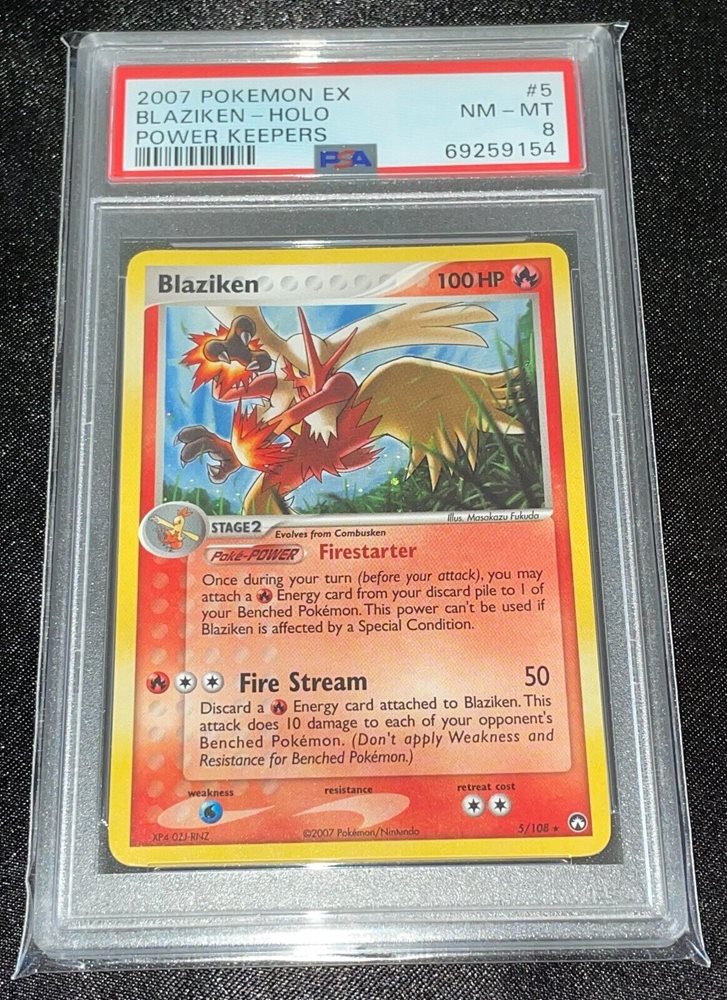 2007 POKEMON EX #5
BLAZIKEN - HOLO NM - MT
POWER KEEPERS 8
PSA 69259154
Blaziken 100 HP
Illus. Masakazu Fukuda
STAGE 2 Evolves from Combusken
Poké-POWER Firestarter
Once during your turn (before your attack), you may
attach a Energy card from your discard pile to 1 of
your Benched Pokémon. This power can't be used if
Blaziken is affected by a Special Condition.
Fire Stream 50
Discard a Energy card attached to Blaziken. This
attack does 10 damage to each of your opponent's
Benched Pokémon. (Don't apply Weakness and
Resistance for Benched Pokémon.)
weakness resistance retreat cost
XP4 02J-RNZ ©2007 Pokémon/Nintendo 5/108 ★